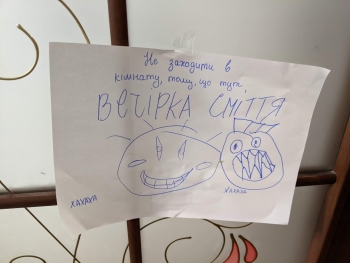 Не заходити в
кімнату, тому, що тут,
ВЕЧІРКА СМІТТЯ
ХАХАХА
ХАХАХА